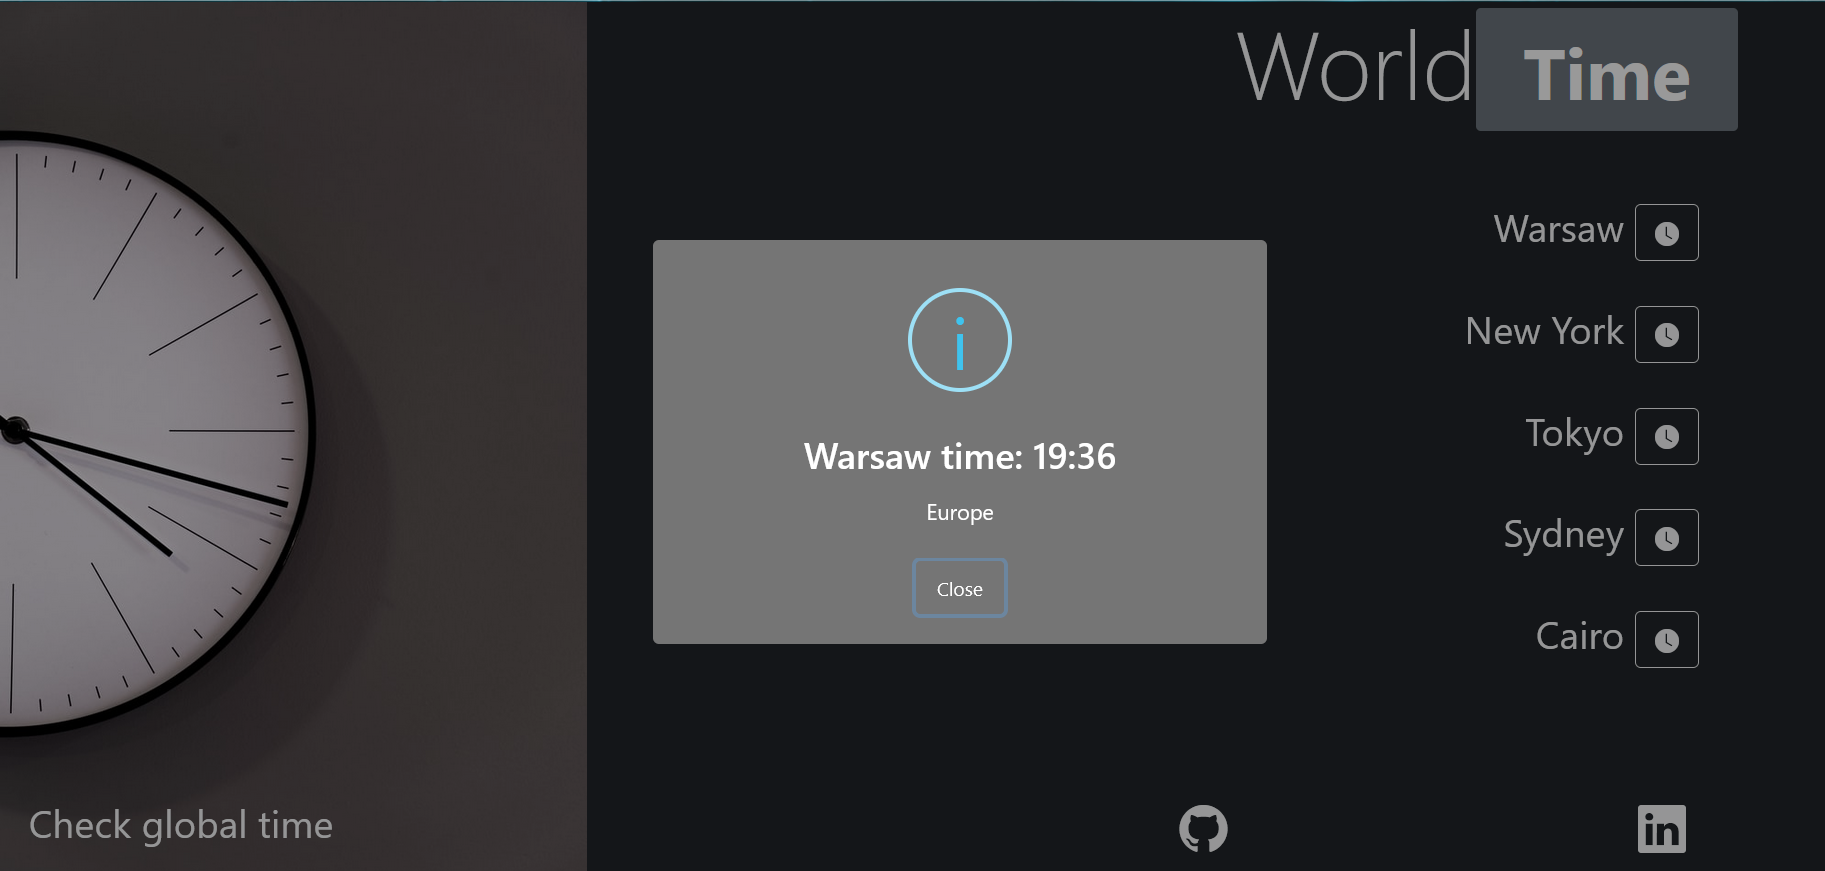 World Time
Warsaw
New York
Tokyo
Sydney
Cairo
i
Warsaw time: 19:36
Europe
Close
Check global time
in